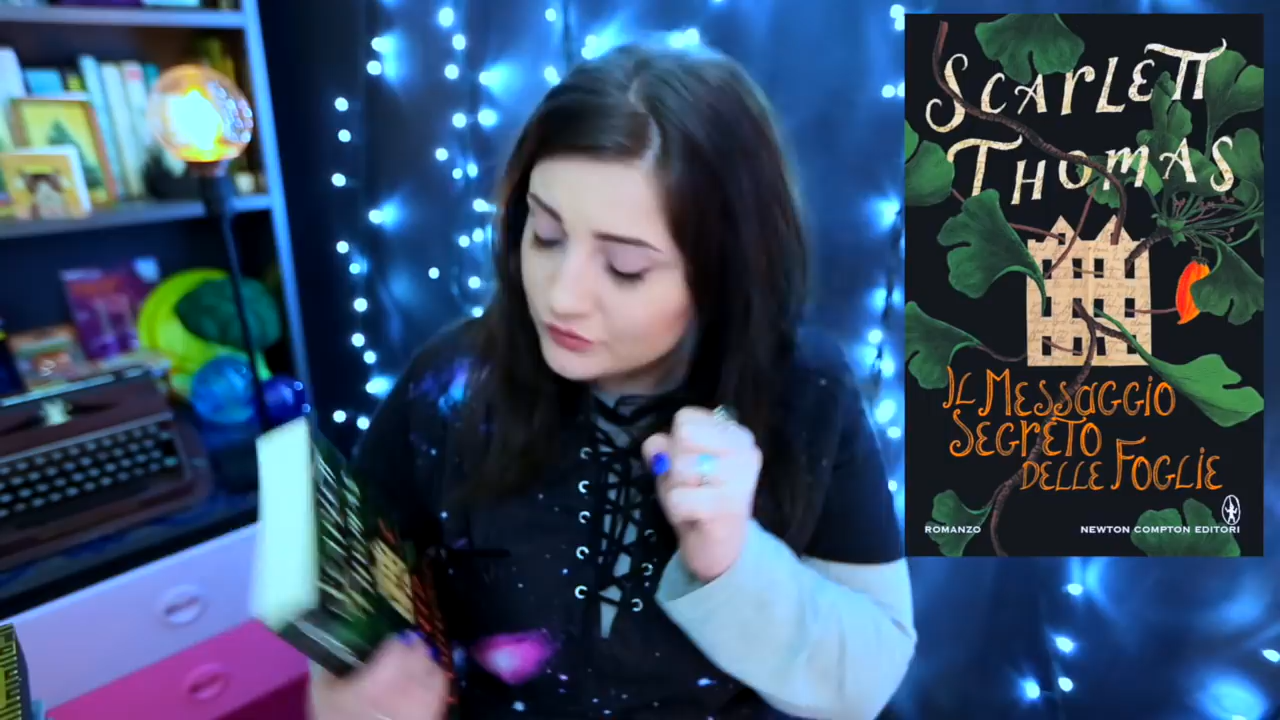 SCARLETT
THOMAS
IL MESSAGGIO
SEGRETO
DELLE FOGLIE
ROMANZO
NEWTON COMPTON EDITORI